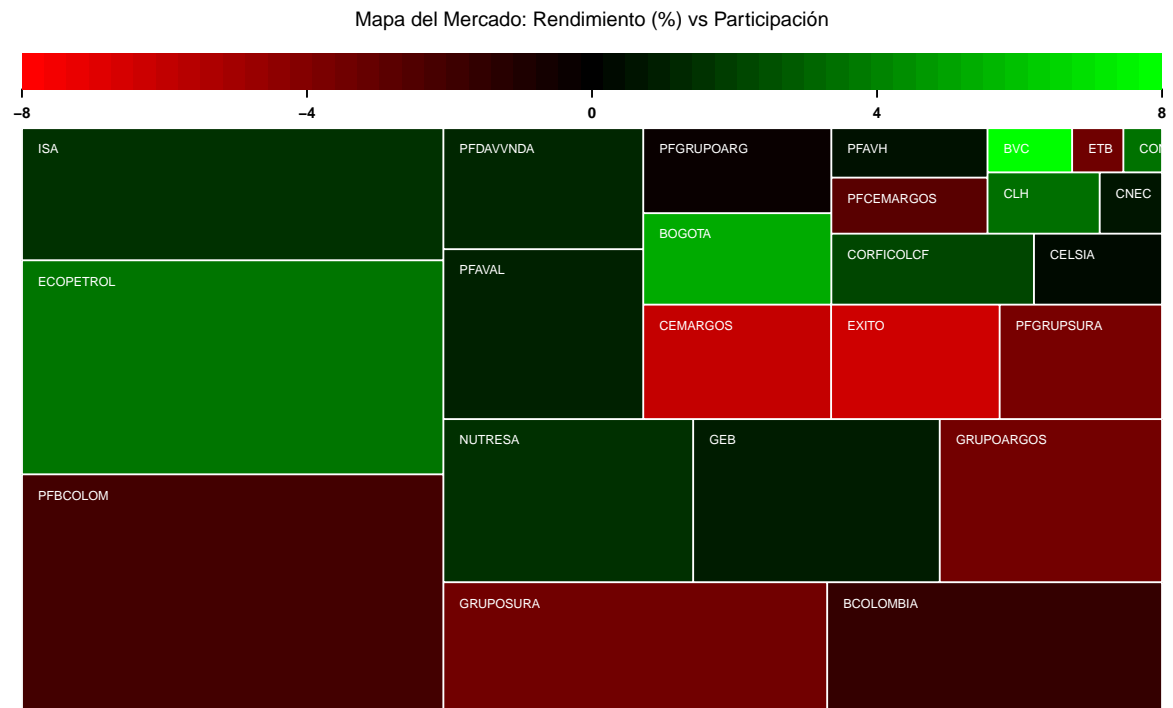 Mapa del Mercado: Rendimiento (%) vs Participación
−8 −4 0 4 8
ISA
PFDAVVNDA
PFGRUPOARG
PFAVH
BVC
ETB
PFCEMARGOS
CLH
CNEC
BOGOTA
CORFICOLCF
CELSIA
PFAVAL
ECOPETROL
CEMARGOS
EXITO
PFGRUPSURA
NUTRESA
GEB
GRUPOARGOS
PFBCOLOM
GRUPOSURA
BCOLOMBIA